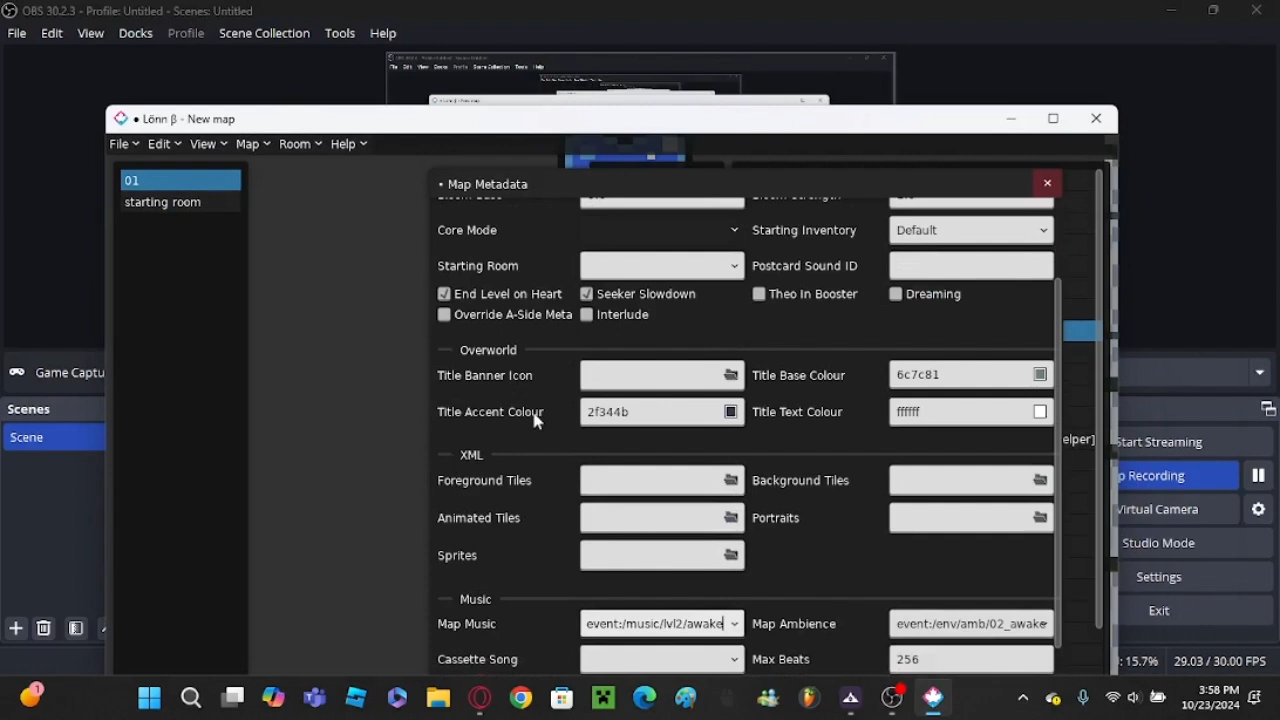 OBS 30.2.3 - Profile: Untitled - Scenes: Untitled
File Edit View Docks Profile Scene Collection Tools Help
• Lönn β - New map
File Edit View Map Room Help
01
starting room
• Map Metadata
Core Mode Starting Inventory Default
Starting Room Postcard Sound ID
End Level on Heart Seeker Slowdown Theo In Booster Dreaming
Override A-Side Meta Interlude
Overworld
Title Banner Icon Title Base Colour 6c7c81
Title Accent Colour 2f344b Title Text Colour ffffff
XML
Foreground Tiles Background Tiles
Animated Tiles Portraits
Sprites
Music
Map Music event:/music/lvl2/awake Map Ambience event:/env/amb/02_awake
Cassette Song Max Beats 256
Game Captu
Scenes
Scene
elper]
Start Streaming
p Recording
Virtual Camera
Studio Mode
Settings
Exit
: 15.7% 29.03 / 30.00 FPS
1
3:58 PM
10/23/2024